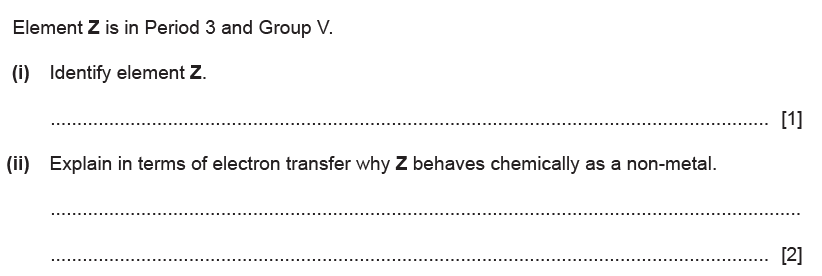 Element Z is in Period 3 and Group V.
(i) Identify element Z.
.......................................................................................................................................... [1]
(ii) Explain in terms of electron transfer why Z behaves chemically as a non-metal.
................................................................................................................................................
.......................................................................................................................................... [2]